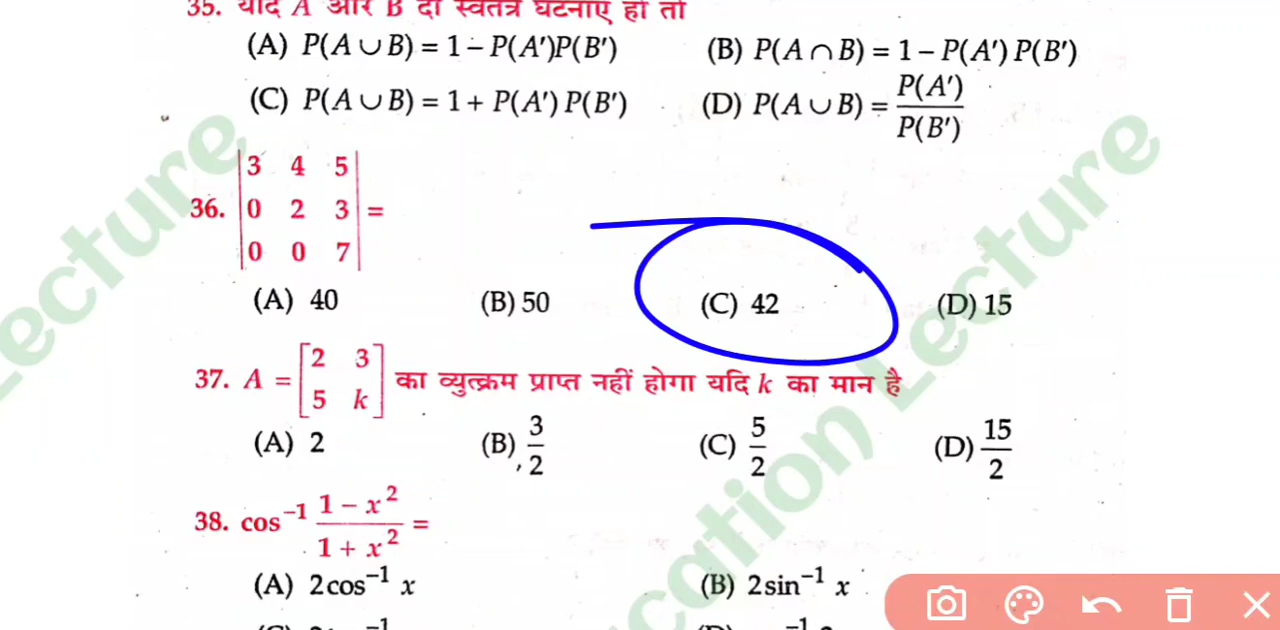 35. यदि A और B दो स्वतंत्र घटनाएँ हो तो
(A) P(A ∪ B) = 1 – P(A′)P(B′) (B) P(A ∩ B) = 1 – P(A′) P(B′)
(C) P(A ∪ B) = 1 + P(A′) P(B′) (D) P(A ∪ B) = P(A′)/P(B′)
36. |3 4 5|
|0 2 3| =
|0 0 7|
(A) 40 (B) 50 (C) 42 (D) 15
37. A = [2 3; 5 k] का व्युत्क्रम प्राप्त नहीं होगा यदि k का मान है
(A) 2 (B) 3/2 (C) 5/2 (D) 15/2
38. cos⁻¹ (1 – x²)/(1 + x²) =
(A) 2cos⁻¹ x (B) 2sin⁻¹ x
Lecture
Lecture